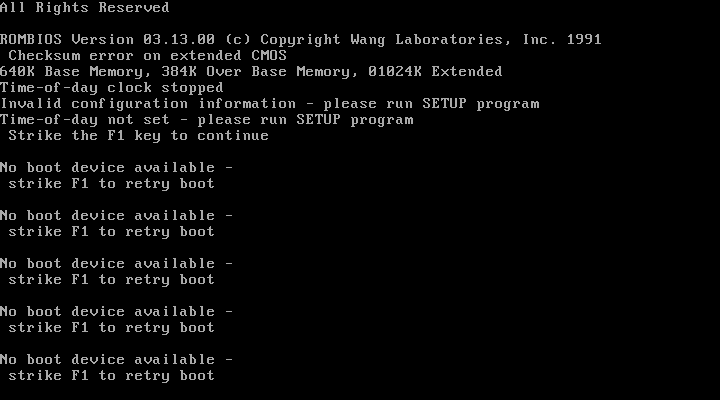 All Rights Reserved
ROMBIOS Version 03.13.00 (c) Copyright Wang Laboratories, Inc. 1991
Checksum error on extended CMOS
640K Base Memory, 384K Over Base Memory, 01024K Extended
Time-of-day clock stopped
Invalid configuration information - please run SETUP program
Time-of-day not set - please run SETUP program
Strike the F1 key to continue
No boot device available -
strike F1 to retry boot
No boot device available -
strike F1 to retry boot
No boot device available -
strike F1 to retry boot
No boot device available -
strike F1 to retry boot
No boot device available -
strike F1 to retry boot